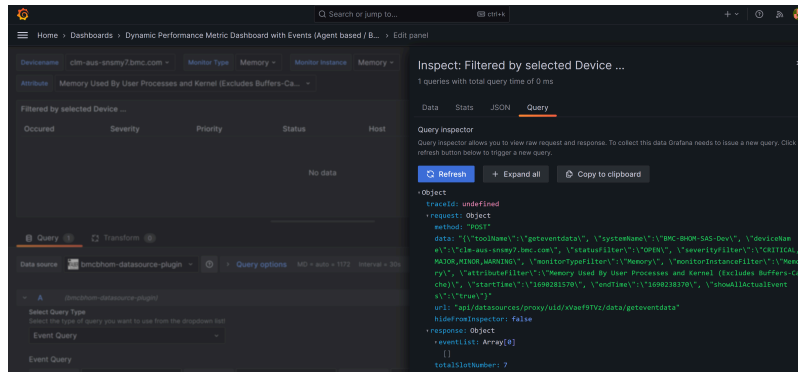 Search or jump to...
ctrl+k
Home › Dashboards › Dynamic Performance Metric Dashboard with Events (Agent based / B... › Edit panel
Devicename clm-aus-snsmy7.bmc.com Monitor Type Memory Monitor Instance Memory
Attribute Memory Used By User Processes and Kernel (Excludes Buffers-Ca...
Filtered by selected Device ...
Occured Severity Priority Status Host
No data
Query 1 Transform 0
Data source bmcbhom-datasource-plugin Query options MD = auto = 1172 Interval = 30s
A (bmcbhom-datasource-plugin)
Select Query Type
Select the type of query you want to use from the dropdown list
Event Query
Event Query
Inspect: Filtered by selected Device ...
1 queries with total query time of 0 ms
Data Stats JSON Query
Query inspector
Query inspector allows you to view raw request and response. To collect this data Grafana needs to issue a new query. Click
refresh button below to trigger a new query.
Refresh Expand all Copy to clipboard
Object
traceId: undefined
request: Object
method: "POST"
data: "{\"toolName\":\"geteventdata\", \"systemName\":\"BMC-BHOM-SAS-Dev\", \"deviceNam
e\":\"clm-aus-snsmy7.bmc.com\", \"statusFilter\":\"OPEN\", \"severityFilter\":\"CRITICAL,
MAJOR,MINOR,WARNING\", \"monitorTypeFilter\":\"Memory\", \"monitorInstanceFilter\":\"Memo
ry\", \"attributeFilter\":\"Memory Used By User Processes and Kernel (Excludes Buffers-Ca
che)\", \"startTime\":\"1690281570\", \"endTime\":\"1690238370\", \"showAllActualEvent
s\":\"true\"}"
url: "api/datasources/proxy/uid/xVaef9TVz/data/geteventdata"
hideFromInspector: false
response: Object
eventList: Array[0]
[]
totalSlotNumber: 7